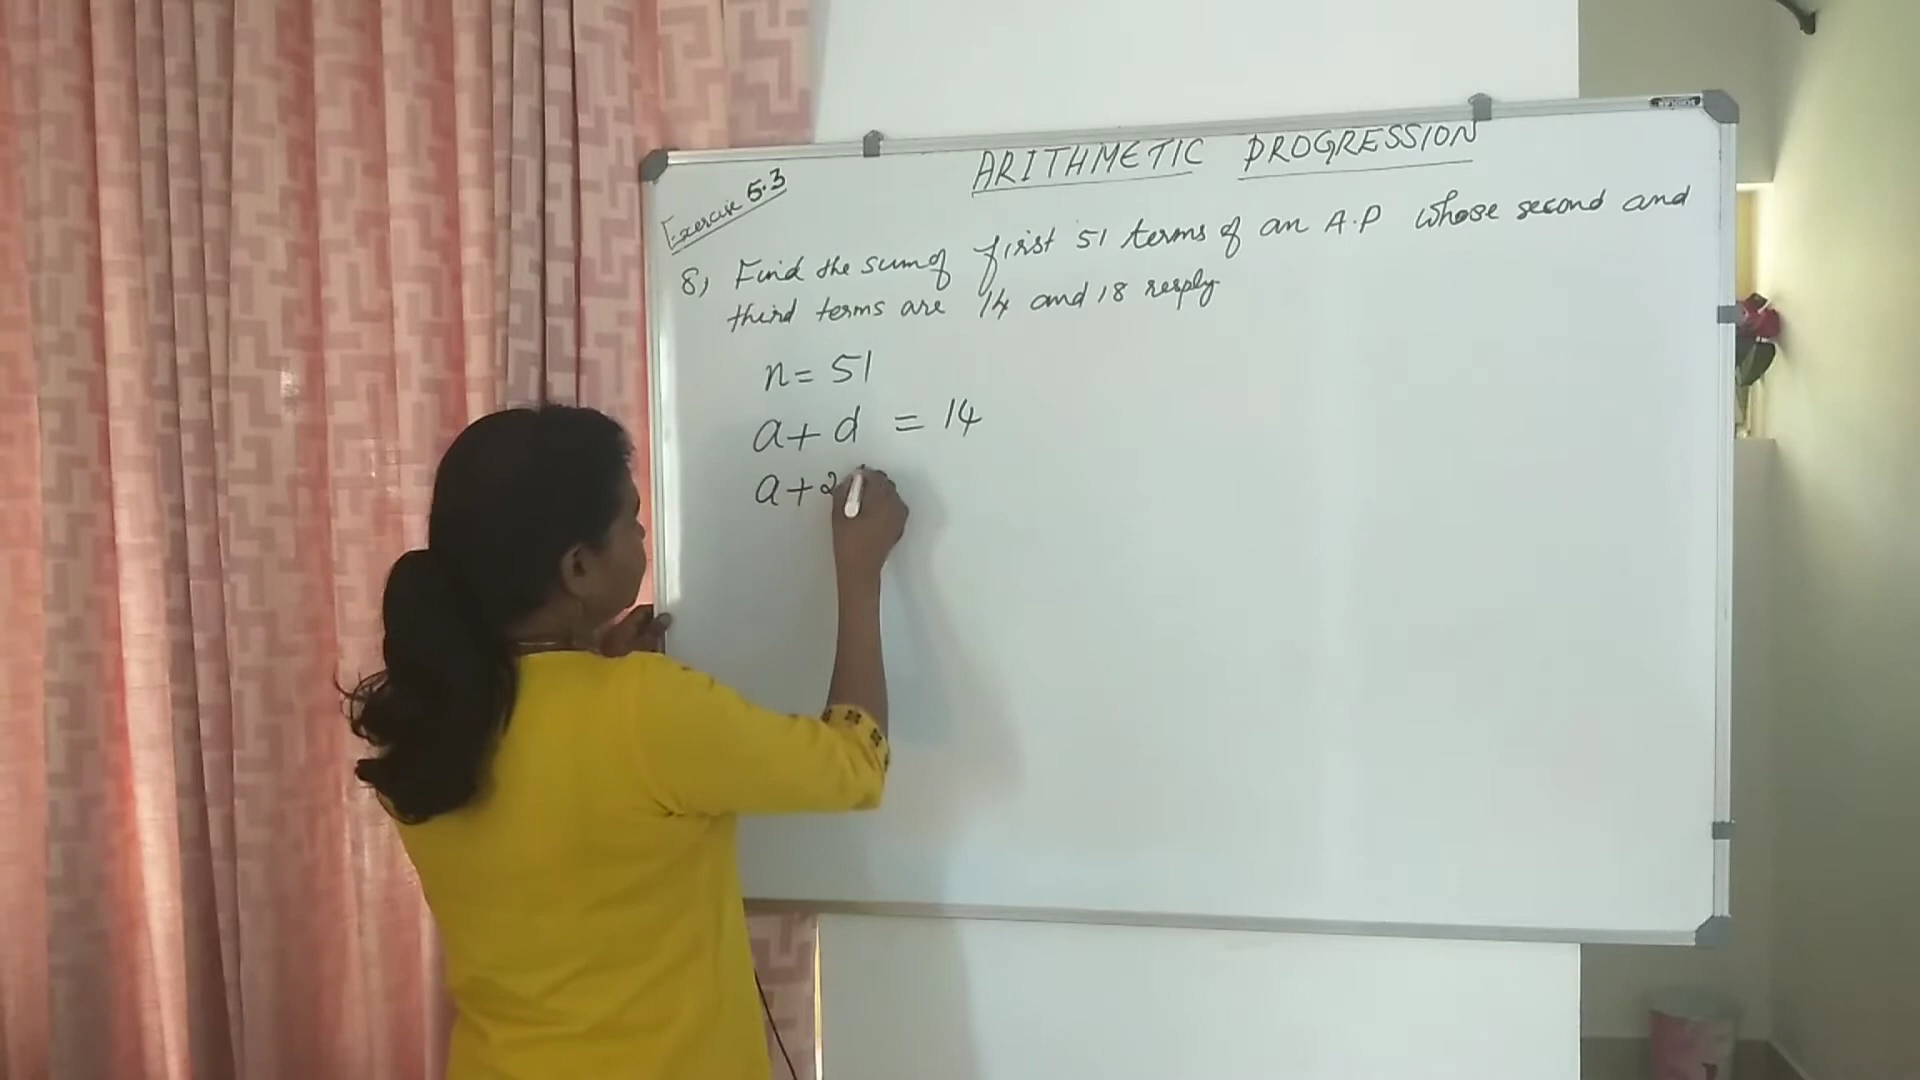 ARITHMETIC PROGRESSION
Exercise 5.3
8, Find the sum of first 51 terms of an A.P whose second and
third terms are 14 and 18 resply
n = 51
a + d = 14
a + 2